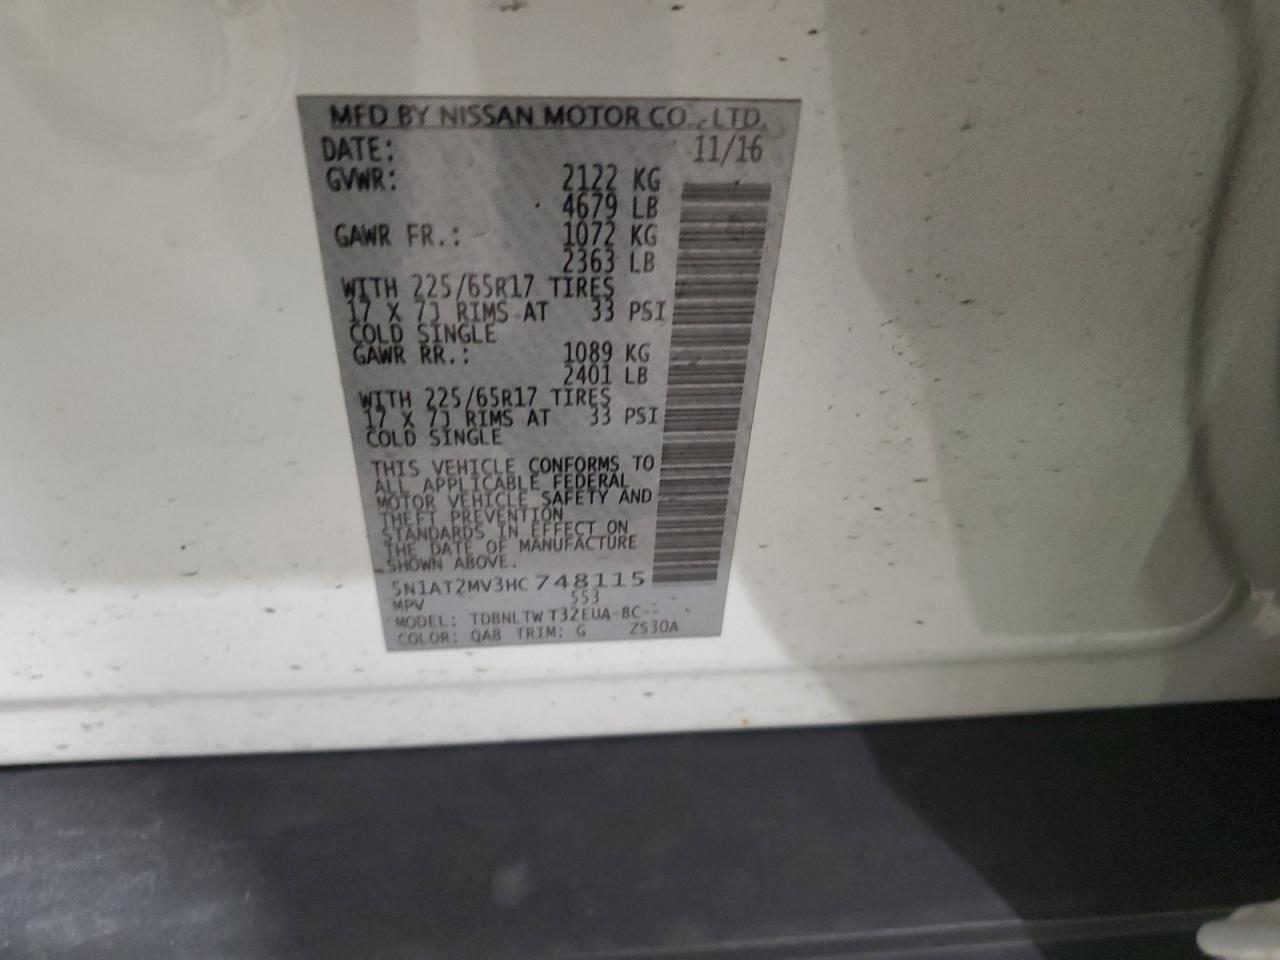 MFD BY NISSAN MOTOR CO., LTD.
DATE: 11/16
GVWR: 2122 KG
4679 LB
GAWR FR.: 1072 KG
2363 LB
WITH 225/65R17 TIRES
17 X 7J RIMS AT 33 PSI
COLD SINGLE
GAWR RR.: 1089 KG
2401 LB
WITH 225/65R17 TIRES
17 X 7J RIMS AT 33 PSI
COLD SINGLE
THIS VEHICLE CONFORMS TO
ALL APPLICABLE FEDERAL
MOTOR VEHICLE SAFETY AND
THEFT PREVENTION
STANDARDS IN EFFECT ON
THE DATE OF MANUFACTURE
SHOWN ABOVE.
5N1AT2MV3HC748115
MPV 553
MODEL: TDBNLTWT32EUA-8C--
COLOR: QAB TRIM: G ZS30A